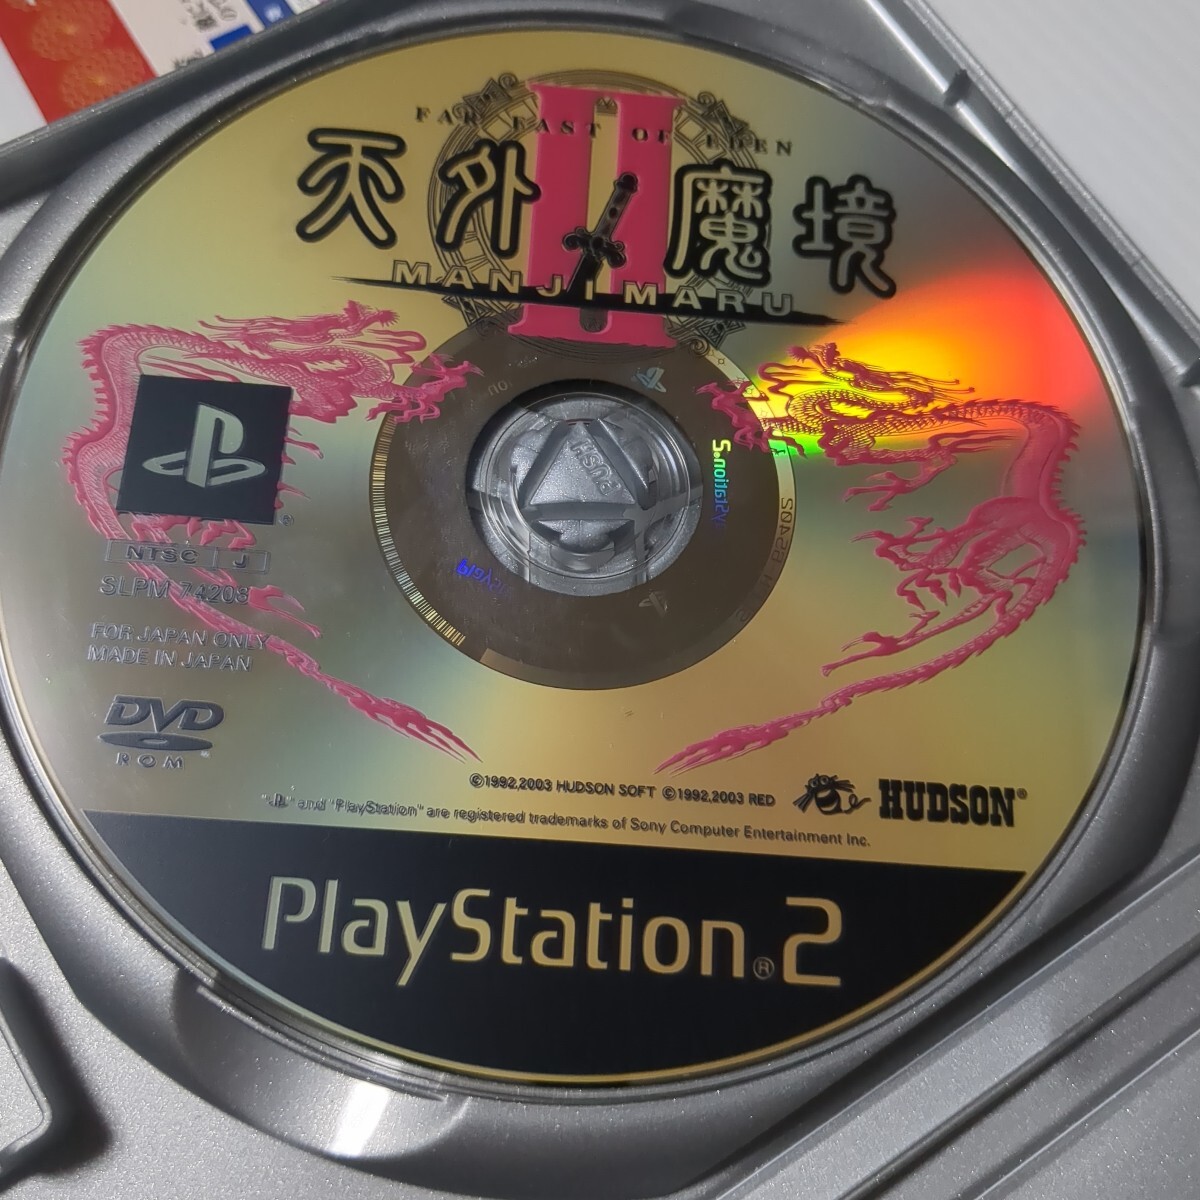 FAR EAST OF EDEN
天外魔境
II
MANJI MARU
NTSC J
SLPM 74208
FOR JAPAN ONLY
MADE IN JAPAN
DVD
ROM
PUSH
©1992,2003 HUDSON SOFT ©1992,2003 RED
HUDSON®
and "PlayStation" are registered trademarks of Sony Computer Entertainment Inc.
PlayStation®2